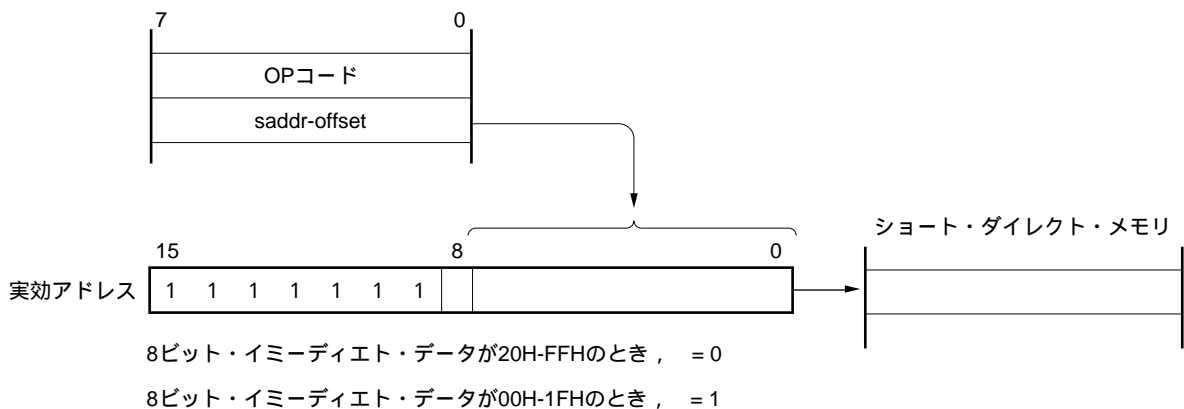 7 0
OPコード
saddr-offset
ショート・ダイレクト・メモリ
15 8 0
実効アドレス 1 1 1 1 1 1 1
8ビット・イミーディエト・データが20H-FFHのとき， = 0
8ビット・イミーディエト・データが00H-1FHのとき， = 1